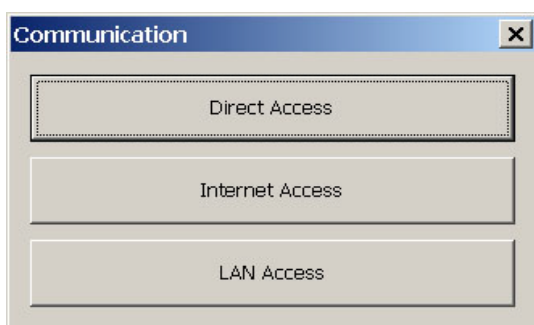 Communication
Direct Access
Internet Access
LAN Access